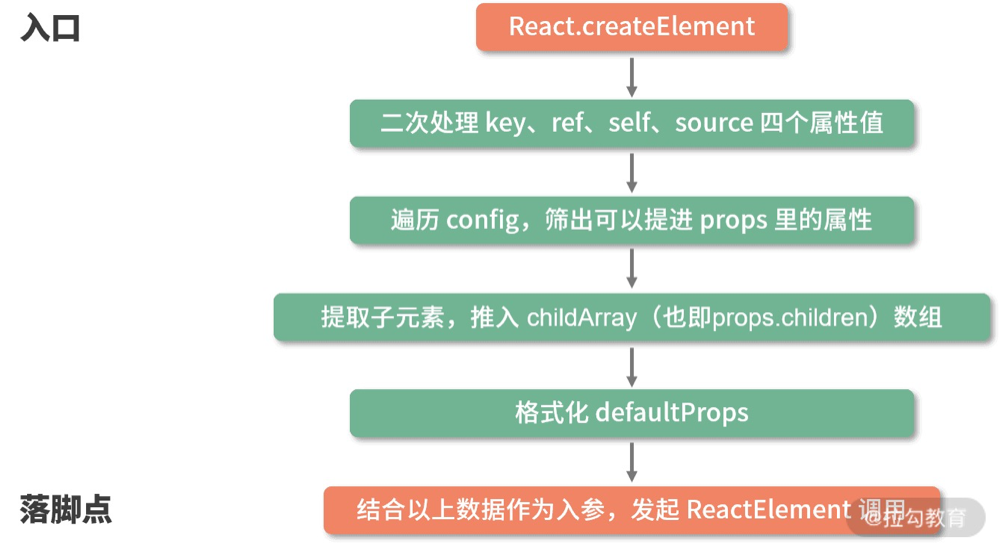 入口
React.createElement
二次处理 key、ref、self、source 四个属性值
遍历 config，筛出可以提进 props 里的属性
提取子元素，推入 childArray（也即props.children）数组
格式化 defaultProps
落脚点
结合以上数据作为入参，发起 ReactElement 调用
@拉勾教育